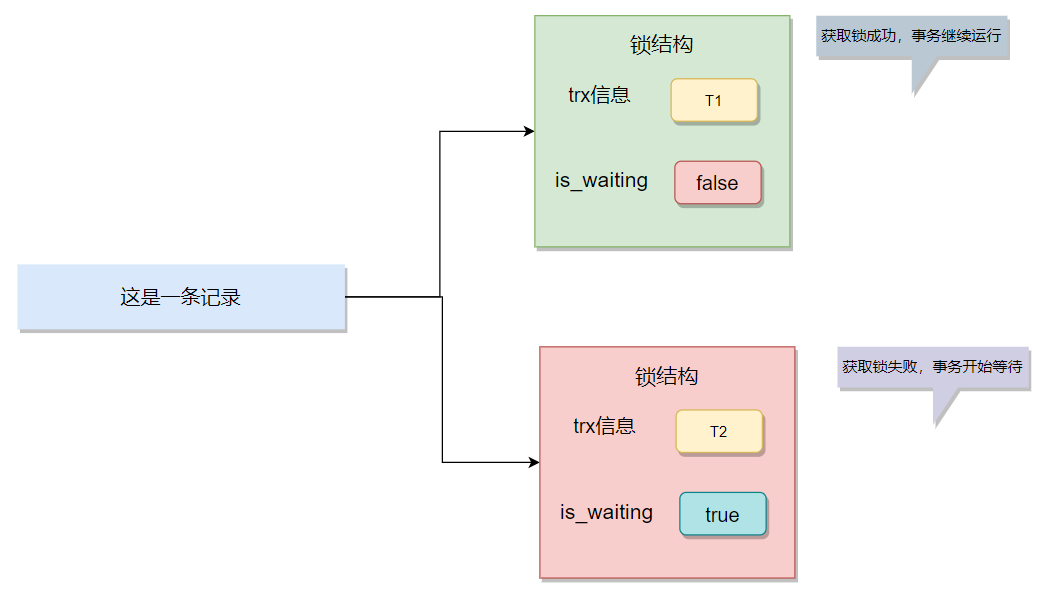 锁结构
获取锁成功，事务继续运行
trx信息
T1
is_waiting
false
这是一条记录
锁结构
获取锁失败，事务开始等待
trx信息
T2
is_waiting
true